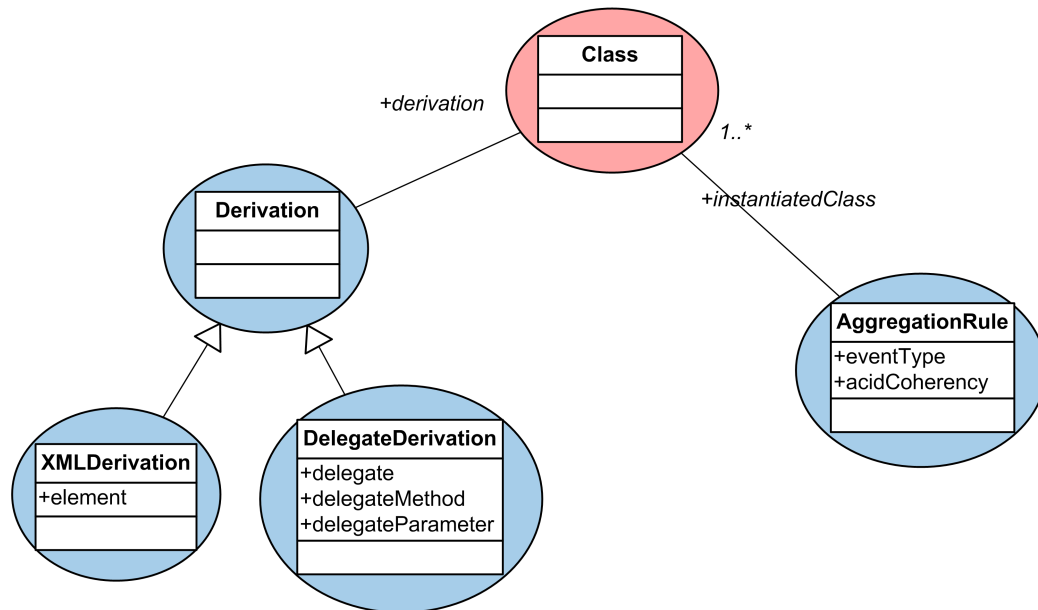 Class
+derivation
1..*
+instantiatedClass
Derivation
AggregationRule
+eventType
+acidCoherency
XMLDerivation
+element
DelegateDerivation
+delegate
+delegateMethod
+delegateParameter